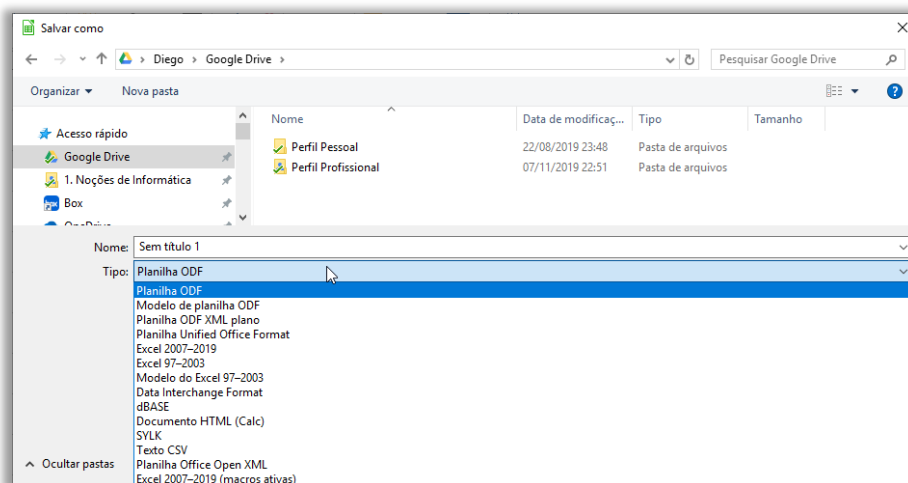 Salvar como
Diego > Google Drive >
Pesquisar Google Drive
Organizar
Nova pasta
Nome
Data de modificaç...
Tipo
Tamanho
Acesso rápido
Google Drive
1. Noções de Informática
Box
OneDrive
Perfil Pessoal 22/08/2019 23:48 Pasta de arquivos
Perfil Profissional 07/11/2019 22:51 Pasta de arquivos
Nome: Sem título 1
Tipo: Planilha ODF
Planilha ODF
Modelo de planilha ODF
Planilha ODF XML plano
Planilha Unified Office Format
Excel 2007–2019
Excel 97–2003
Modelo do Excel 97–2003
Data Interchange Format
dBASE
Documento HTML (Calc)
SYLK
Texto CSV
Planilha Office Open XML
Excel 2007–2019 (macros ativas)
Ocultar pastas